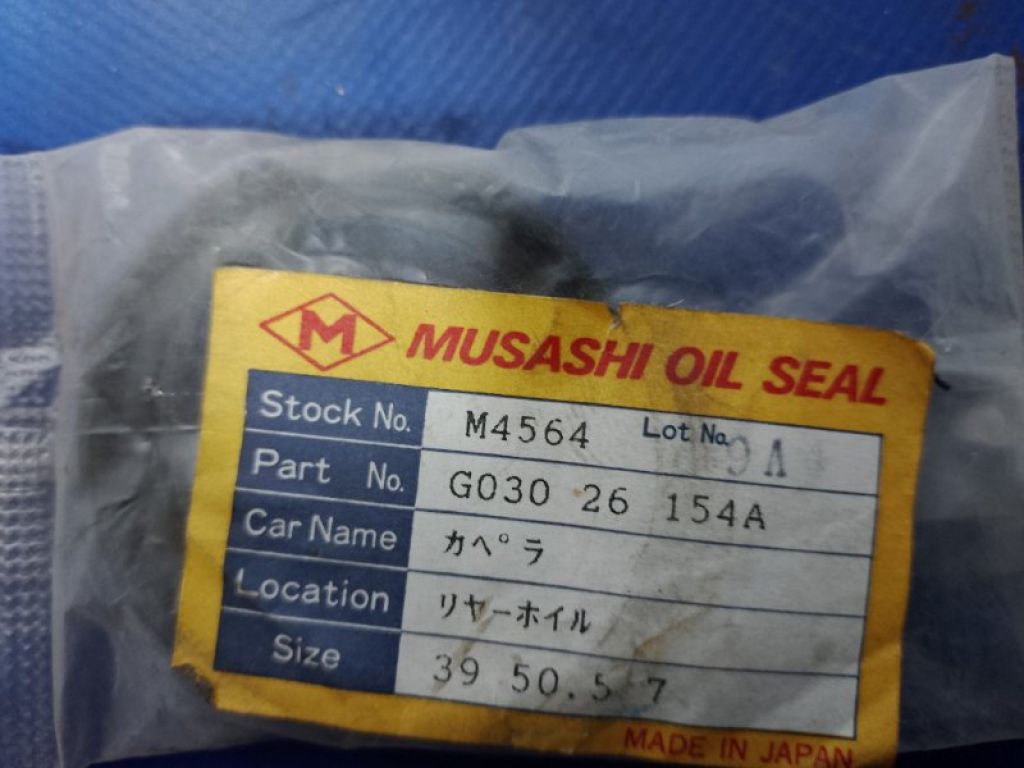 M MUSASHI OIL SEAL
Stock No. M4564 Lot No.
Part No. G030 26 154A
Car Name カペラ
Location リヤーホイル
Size 39 50.5 7
MADE IN JAPAN